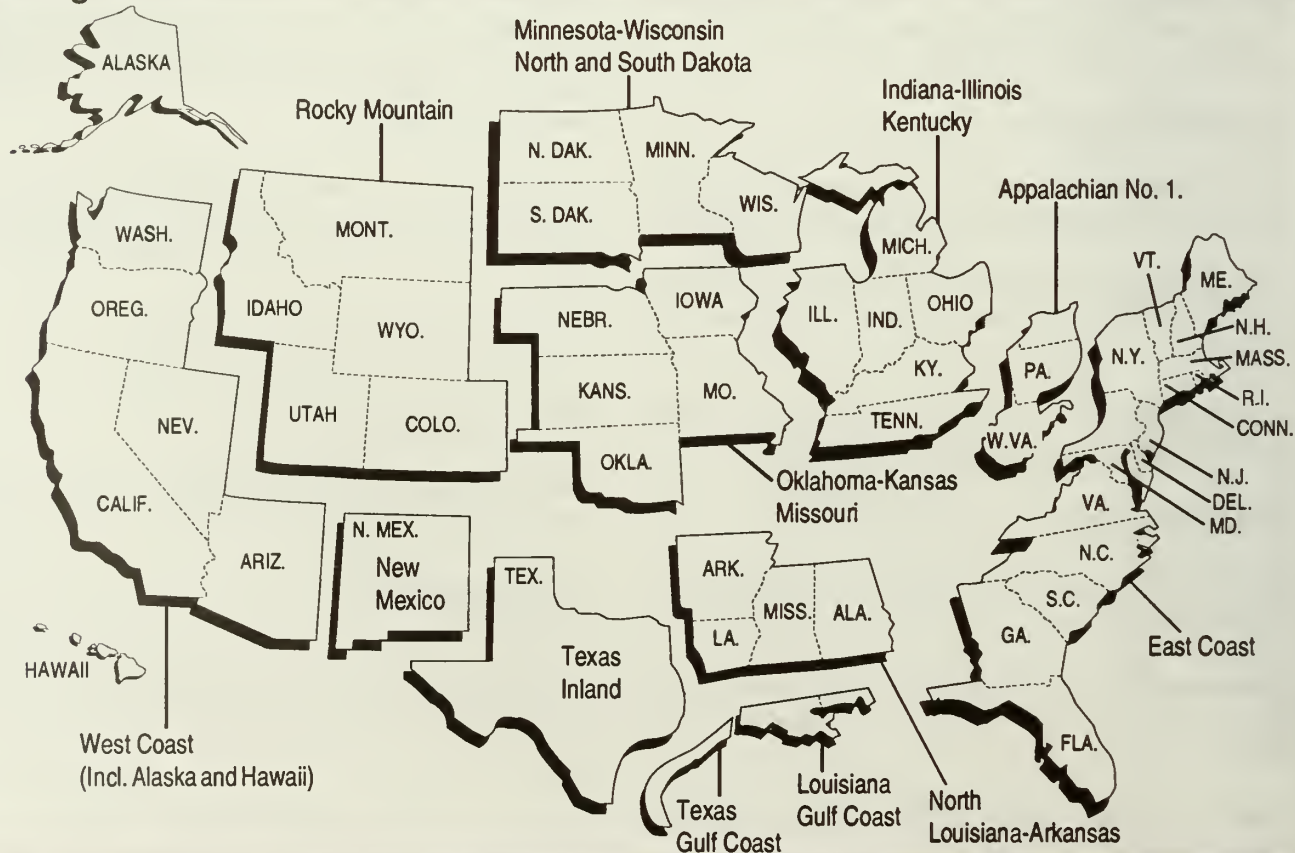 ALASKA
Minnesota-Wisconsin
North and South Dakota
Rocky Mountain
Indiana-Illinois
Kentucky
Appalachian No. 1.
N. DAK.
MINN.
S. DAK.
WIS.
WASH.
MONT.
MICH.
VT.
ME.
OREG.
IDAHO
WYO.
NEBR.
IOWA
ILL.
IND.
OHIO
N.Y.
N.H.
MASS.
PA.
KY.
R.I.
CONN.
NEV.
UTAH
COLO.
KANS.
MO.
TENN.
W.VA.
OKLA.
Oklahoma-Kansas
Missouri
N.J.
DEL.
MD.
VA.
CALIF.
ARIZ.
N. MEX.
New
Mexico
TEX.
ARK.
MISS.
ALA.
LA.
N.C.
S.C.
GA.
East Coast
HAWAII
Texas
Inland
FLA.
West Coast
(Incl. Alaska and Hawaii)
Texas
Gulf Coast
Louisiana
Gulf Coast
North
Louisiana-Arkansas